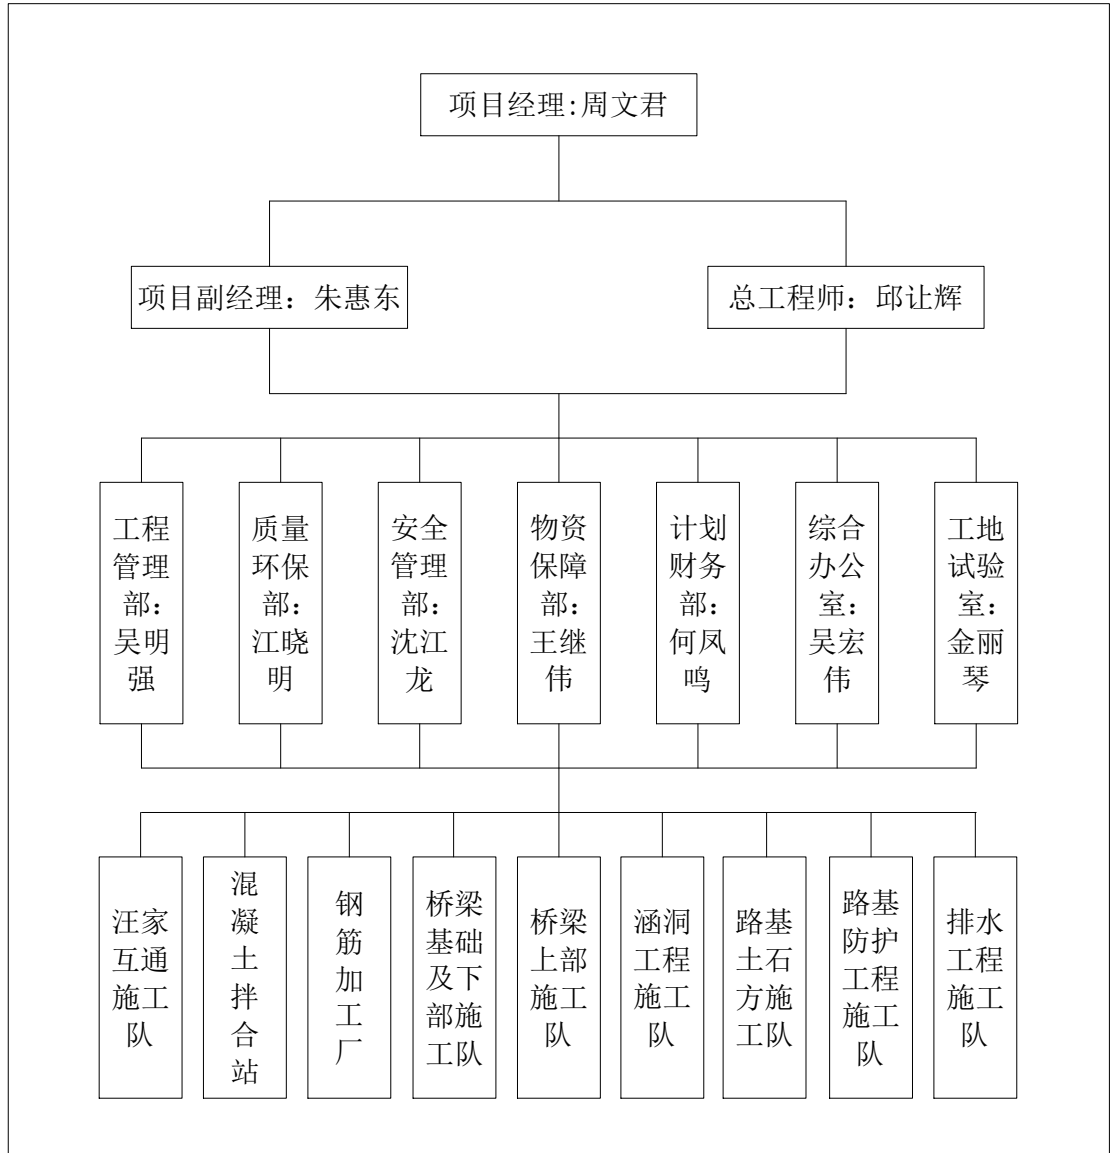 项目经理:周文君
项目副经理：朱惠东
总工程师：邱让辉
工程
管理
部：
吴明
强
质量
环保
部：
江晓
明
安全
管理
部：
沈江
龙
物资
保障
部：
王继
伟
计划
财务
部：
何凤
鸣
综合
办公
室：
吴宏
伟
工地
试验
室：
金丽
琴
汪家
互通
施工
队
混
凝
土
拌
合
站
钢
筋
加
工
厂
桥梁
基础
及下
部施
工队
桥梁
上部
施工
队
涵洞
工程
施工
队
路基
土石
方施
工队
路基
防护
工程
施工
队
排水
工程
施工
队